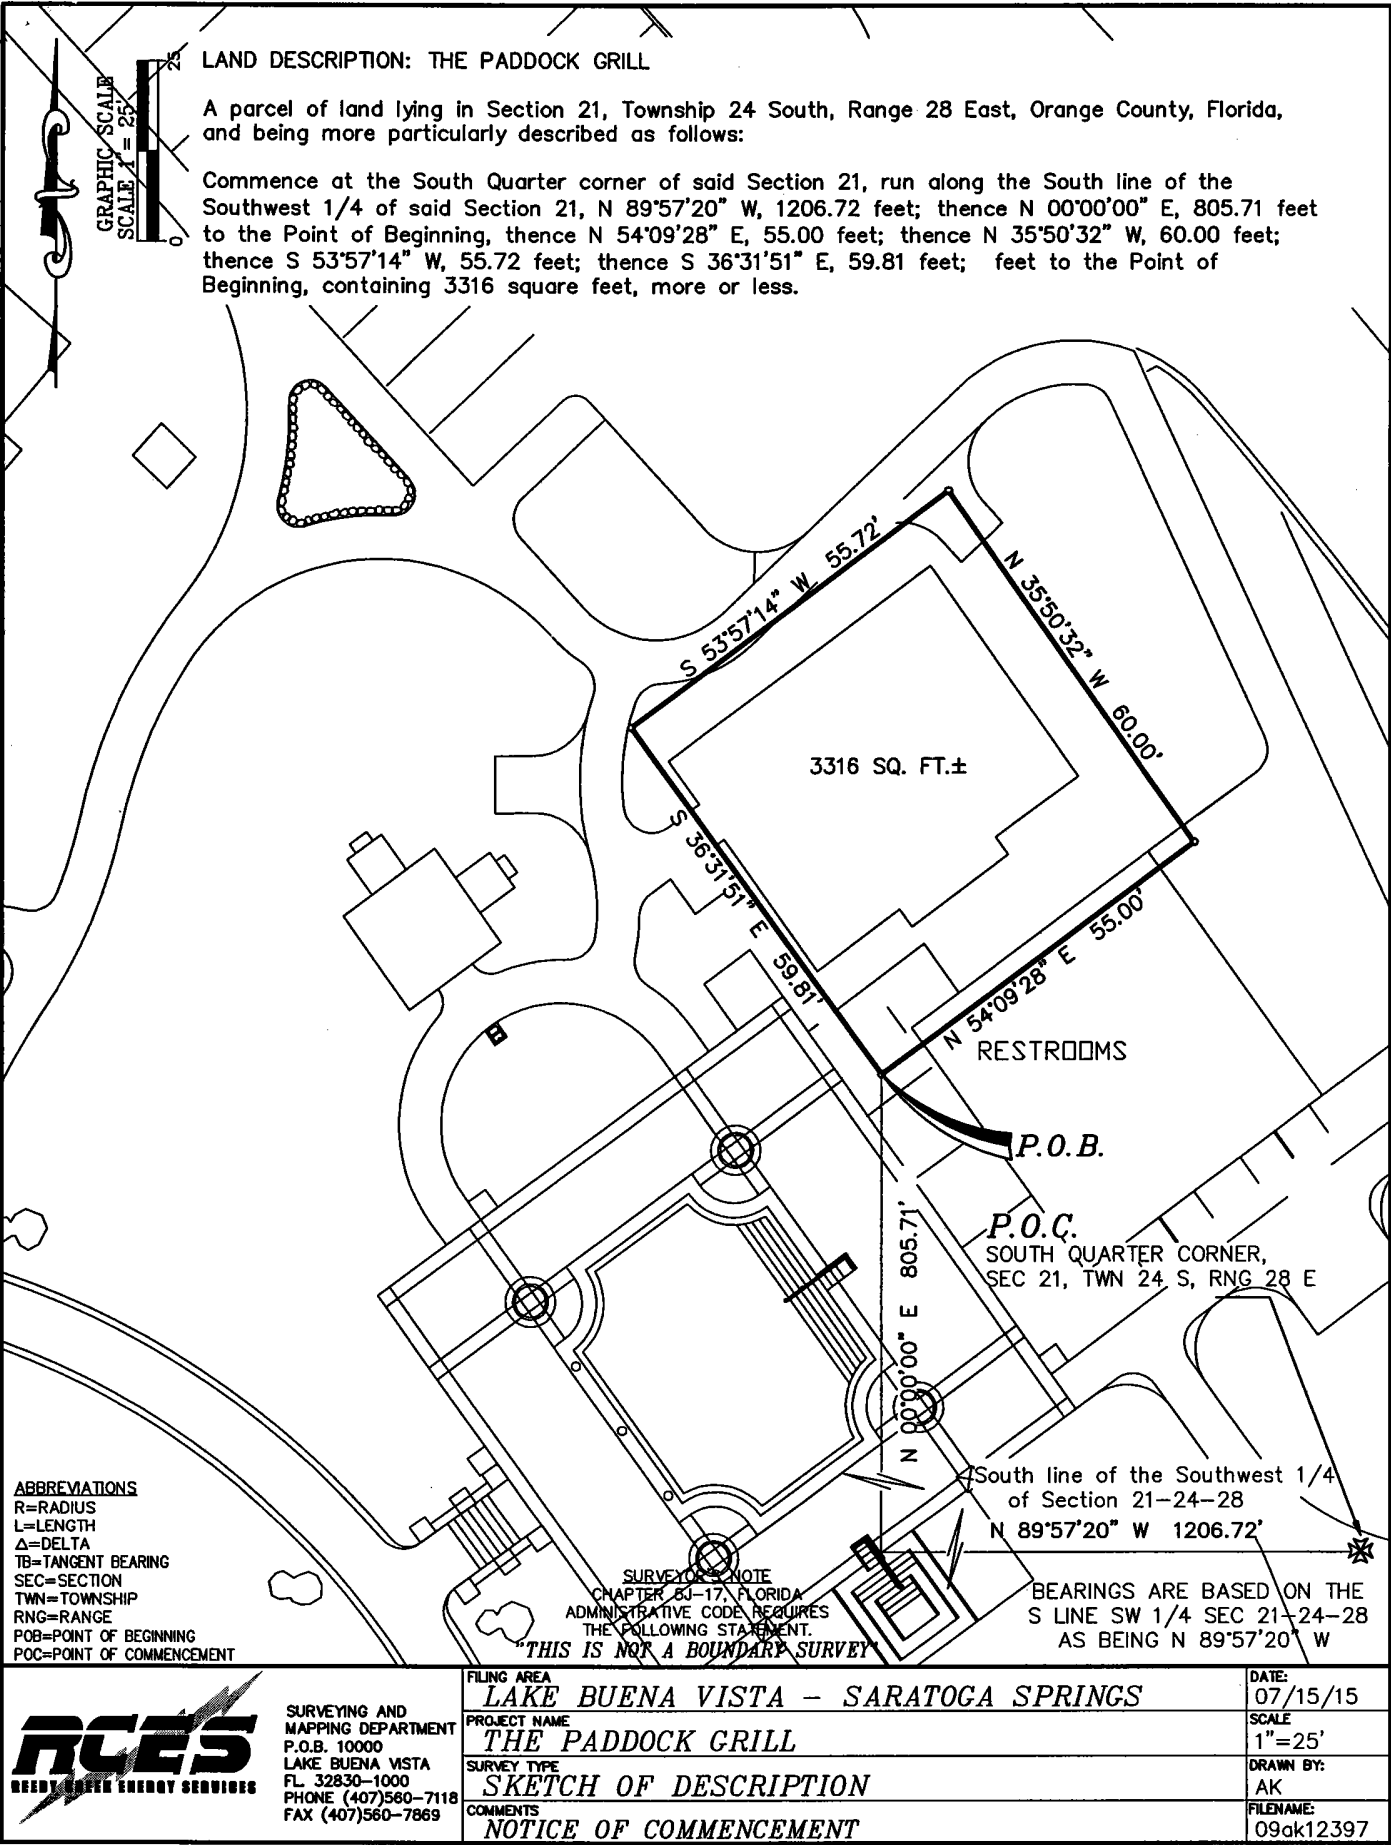 LAND DESCRIPTION: THE PADDOCK GRILL
A parcel of land lying in Section 21, Township 24 South, Range 28 East, Orange County, Florida,
and being more particularly described as follows:
Commence at the South Quarter corner of said Section 21, run along the South line of the
Southwest 1/4 of said Section 21, N 89°57'20" W, 1206.72 feet; thence N 00°00'00" E, 805.71 feet
to the Point of Beginning, thence N 54°09'28" E, 55.00 feet; thence N 35°50'32" W, 60.00 feet;
thence S 53°57'14" W, 55.72 feet; thence S 36°31'51" E, 59.81 feet; feet to the Point of
Beginning, containing 3316 square feet, more or less.
GRAPHIC SCALE
SCALE 1" = 25'
0
25
S 53°57'14" W 55.72'
N 35°50'32" W 60.00'
3316 SQ. FT.±
S 36°31'51" E 59.81'
N 54°09'28" E 55.00'
RESTROOMS
P.O.B.
P.O.C.
SOUTH QUARTER CORNER,
SEC 21, TWN 24 S, RNG 28 E
N 00°00'00" E 805.71'
South line of the Southwest 1/4
of Section 21-24-28
N 89°57'20" W 1206.72'
BEARINGS ARE BASED ON THE
S LINE SW 1/4 SEC 21-24-28
AS BEING N 89°57'20" W
ABBREVIATIONS
R=RADIUS
L=LENGTH
Δ=DELTA
TB=TANGENT BEARING
SEC=SECTION
TWN=TOWNSHIP
RNG=RANGE
POB=POINT OF BEGINNING
POC=POINT OF COMMENCEMENT
SURVEYOR'S NOTE
CHAPTER 5J-17, FLORIDA
ADMINISTRATIVE CODE REQUIRES
THE FOLLOWING STATEMENT.
"THIS IS NOT A BOUNDARY SURVEY"
RCES
REEDY CREEK ENERGY SERVICES
SURVEYING AND
MAPPING DEPARTMENT
P.O.B. 10000
LAKE BUENA VISTA
FL. 32830-1000
PHONE (407)560-7118
FAX (407)560-7869
FILING AREA
LAKE BUENA VISTA - SARATOGA SPRINGS
PROJECT NAME
THE PADDOCK GRILL
SURVEY TYPE
SKETCH OF DESCRIPTION
COMMENTS
NOTICE OF COMMENCEMENT
DATE:
07/15/15
SCALE
1"=25'
DRAWN BY:
AK
FILENAME:
09ak12397